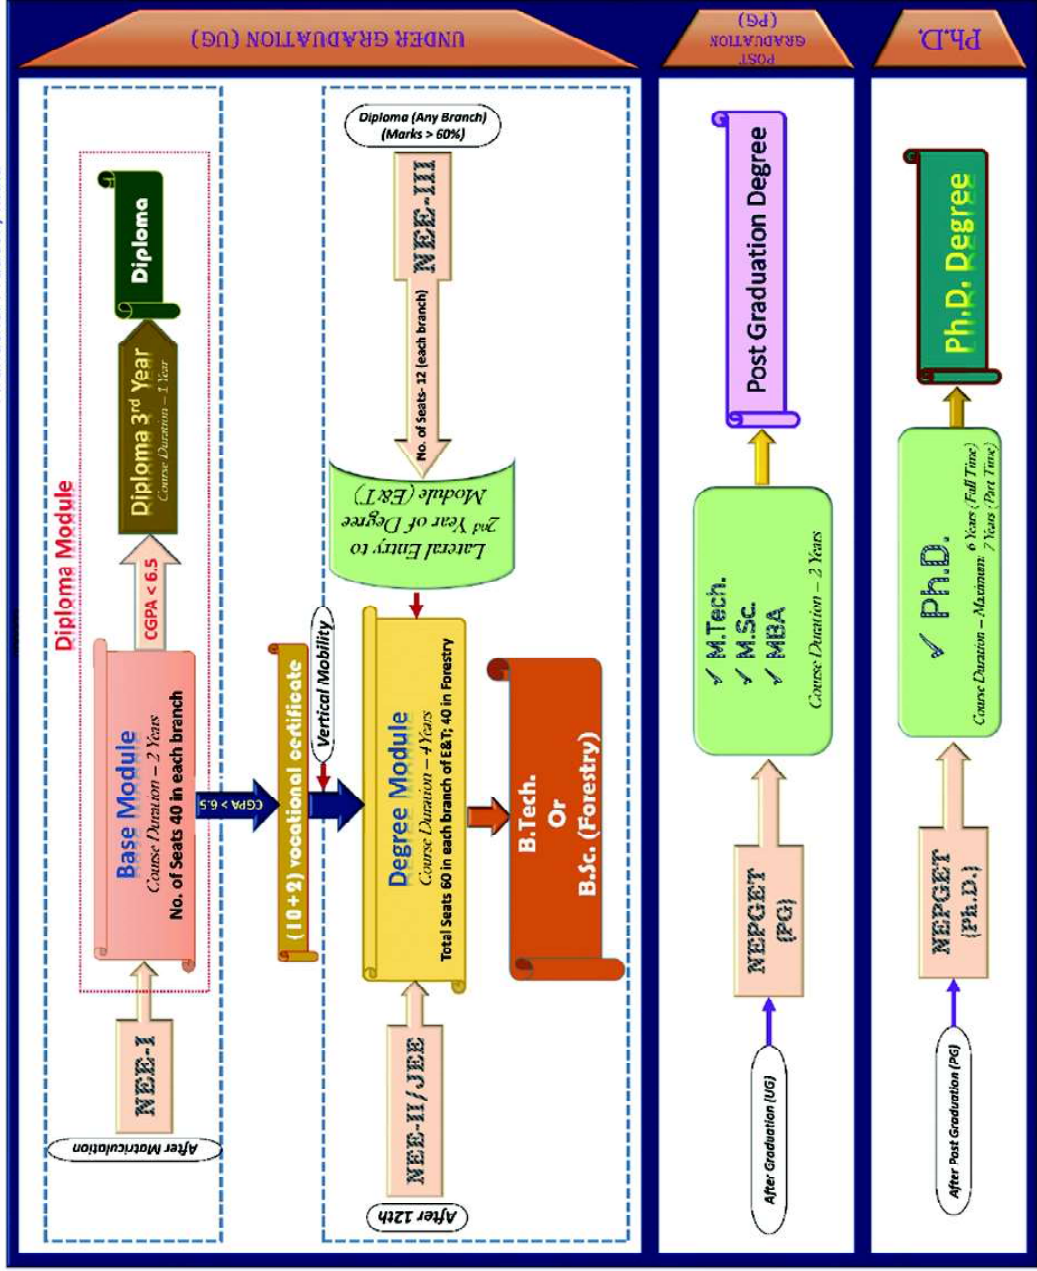 UNDER GRADUATION (UG)
After Matriculation
NEE-I
Diploma Module
Base Module
Course Duration – 2 Years
No. of Seats 40 in each branch
CGPA < 6.5
Diploma 3rd Year
Course Duration – 1 Year
Diploma
CGPA > 6.5
(10+2) vocational certificate
Vertical Mobility
After 12th
NEE-II/JEE
Degree Module
Course Duration – 4Years
Total Seats 60 in each branch of E&T; 40 in Forestry
Lateral Entry to
2nd Year of Degree
Module (E&T)
No. of Seats- 12 (each branch)
NEE-III
Diploma (Any Branch)
(Marks > 60%)
B.Tech.
Or
B.Sc. (Forestry)
POST
GRADUATION
(PG)
After Graduation (UG)
NEPGET
(PG)
✓ M.Tech.
✓ M.Sc.
✓ MBA
Course Duration – 2 Years
Post Graduation Degree
Ph.D.
After Post Graduation (PG)
NEPGET
(Ph.D.)
✓ Ph.D.
Course Duration – Maximum: 6 Years (Full Time)
7 Years (Part Time)
Ph.D. Degree